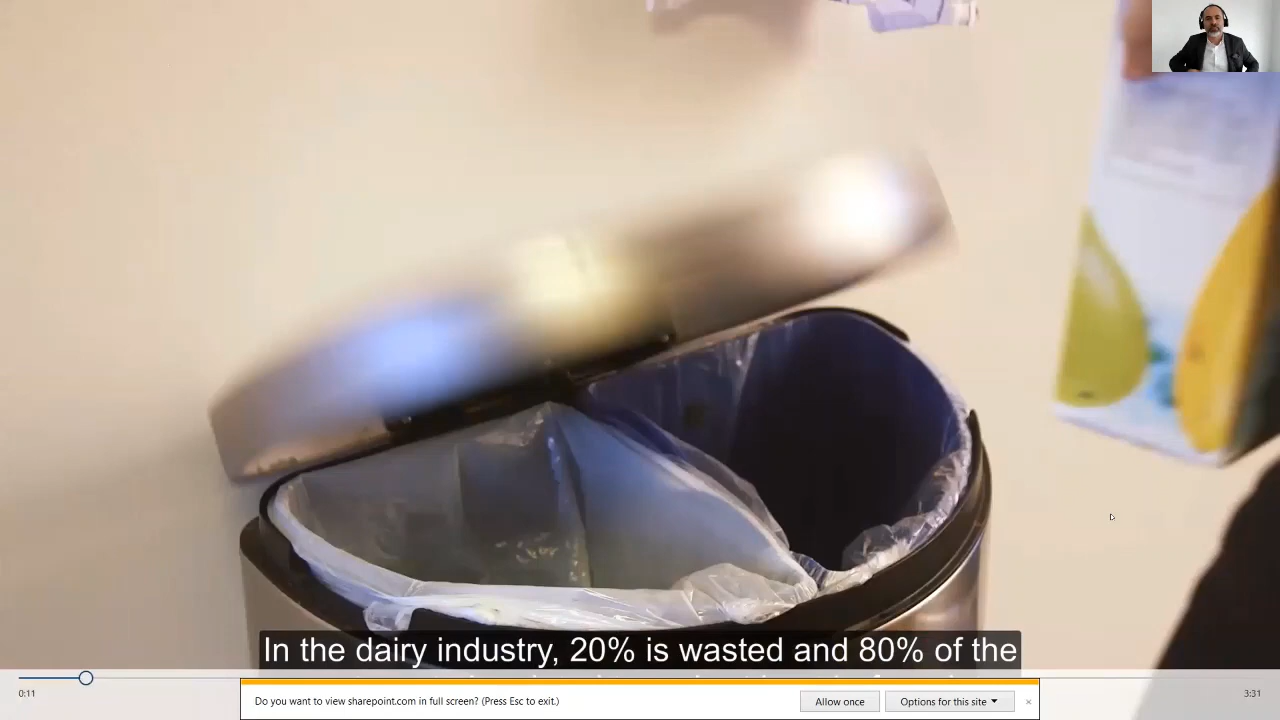 In the dairy industry, 20% is wasted and 80% of the
0:11
3:31
Do you want to view sharepoint.com in full screen? (Press Esc to exit.)
Allow once
Options for this site